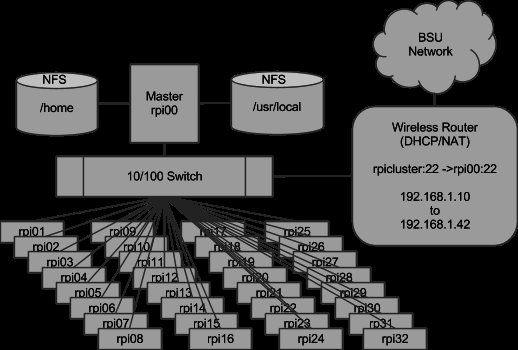 BSU
Network
NFS
/home
Master
rpi00
NFS
/usr/local
Wireless Router
(DHCP/NAT)
rpicluster:22 ->rpi00:22
192.168.1.10
to
192.168.1.42
10/100 Switch
rpi01
rpi09
rpi17
rpi25
rpi02
rpi10
rpi18
rpi26
rpi03
rpi11
rpi19
rpi27
rpi04
rpi12
rpi20
rpi28
rpi05
rpi13
rpi21
rpi29
rpi06
rpi14
rpi22
rpi30
rpi07
rpi15
rpi23
rpi31
rpi08
rpi16
rpi24
rpi32